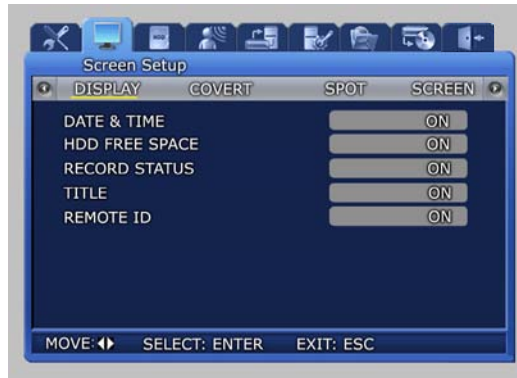 Screen Setup
DISPLAY COVERT SPOT SCREEN
DATE & TIME ON
HDD FREE SPACE ON
RECORD STATUS ON
TITLE ON
REMOTE ID ON
MOVE: SELECT: ENTER EXIT: ESC